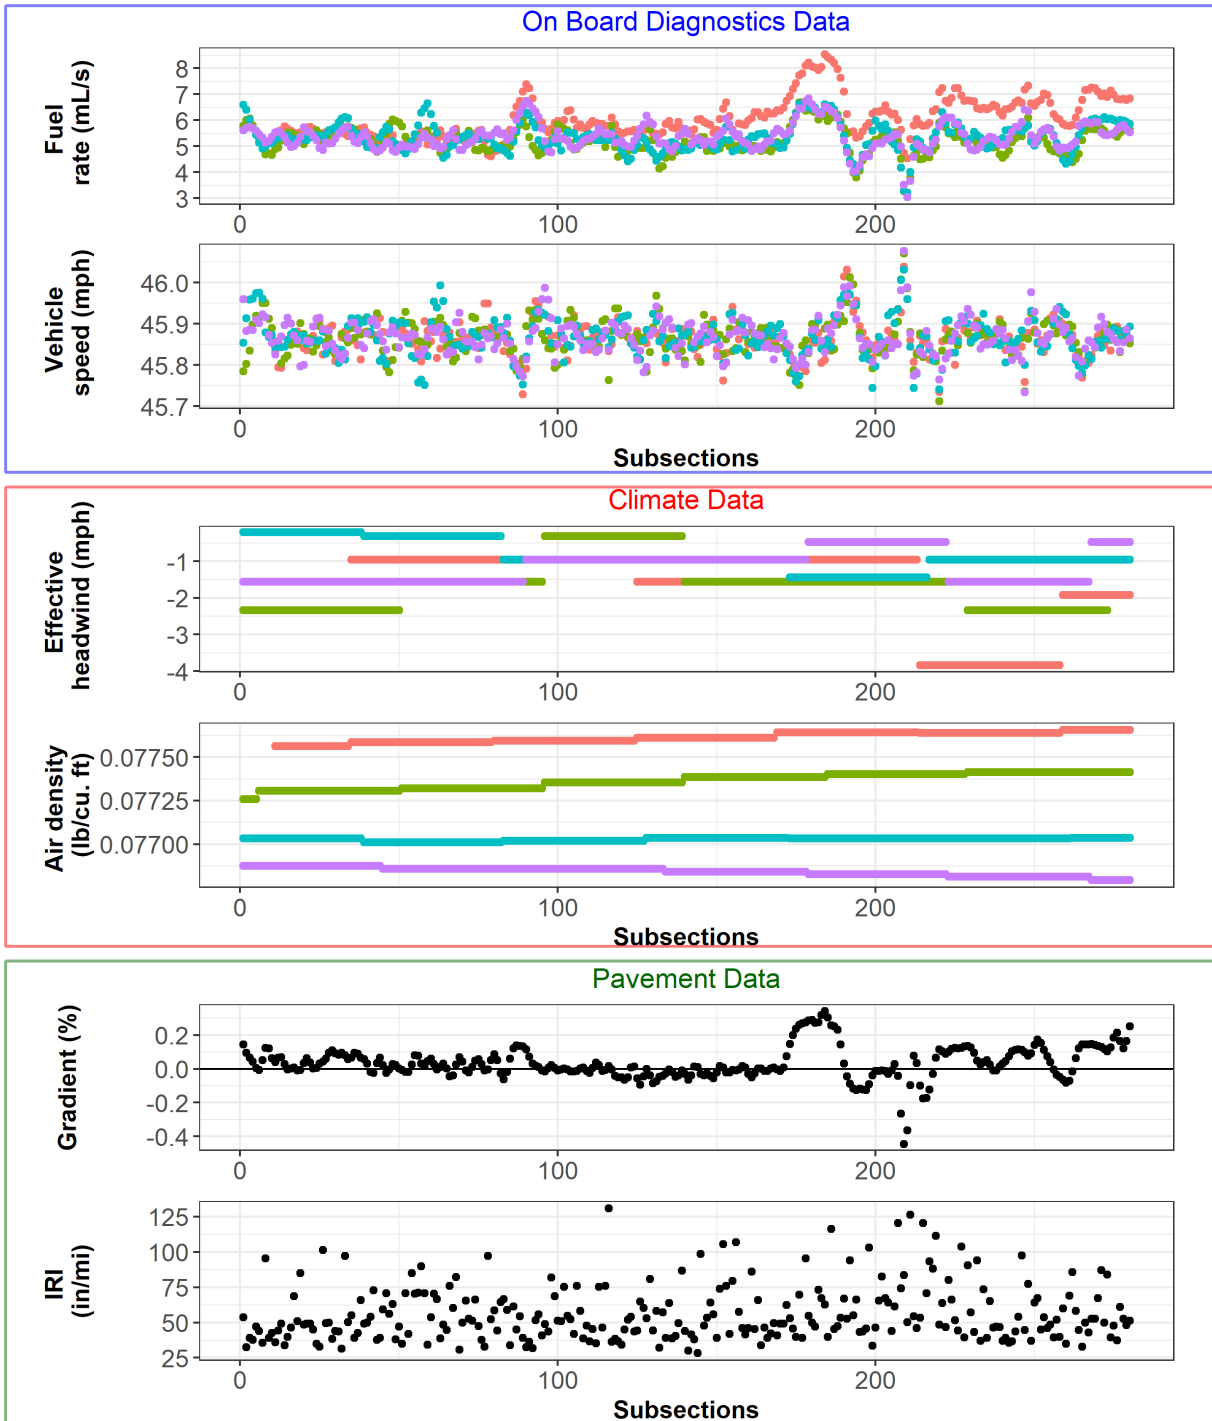 On Board Diagnostics Data
Fuel
rate (mL/s)
8
7
6
5
4
3
0 100 200
Vehicle
speed (mph)
46.0
45.9
45.8
45.7
0 100 200
Subsections
Climate Data
Effective
headwind (mph)
-1
-2
-3
-4
0 100 200
Air density
(lb/cu. ft)
0.07750
0.07725
0.07700
0 100 200
Subsections
Pavement Data
Gradient (%)
0.2
0.0
-0.2
-0.4
0 100 200
IRI
(in/mi)
125
100
75
50
25
0 100 200
Subsections